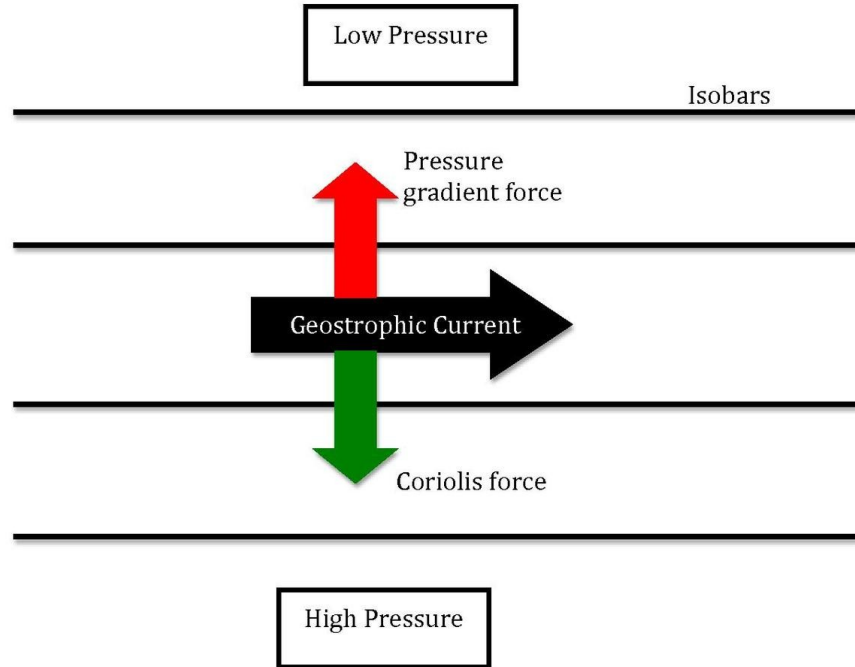 Low Pressure
Isobars
Pressure
gradient force
Geostrophic Current
Coriolis force
High Pressure